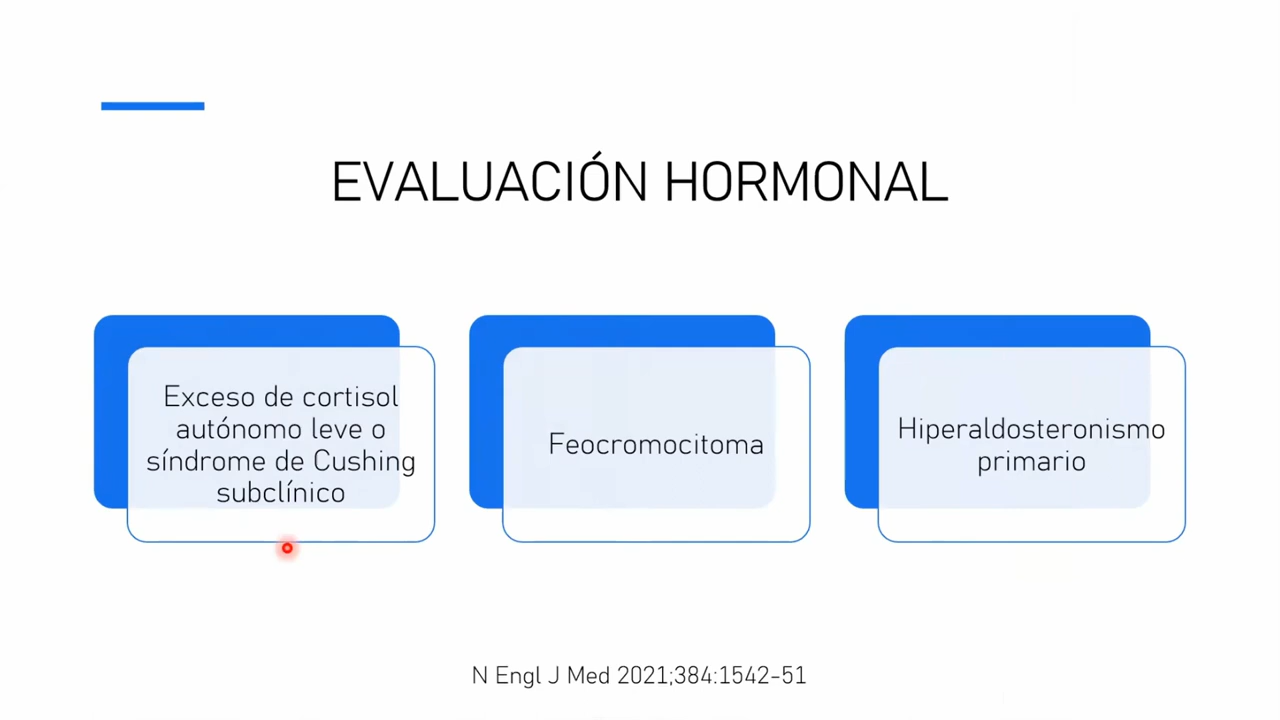 EVALUACIÓN HORMONAL
Exceso de cortisol
autónomo leve o
síndrome de Cushing
subclínico
Feocromocitoma
Hiperaldosteronismo
primario
N Engl J Med 2021;384:1542-51